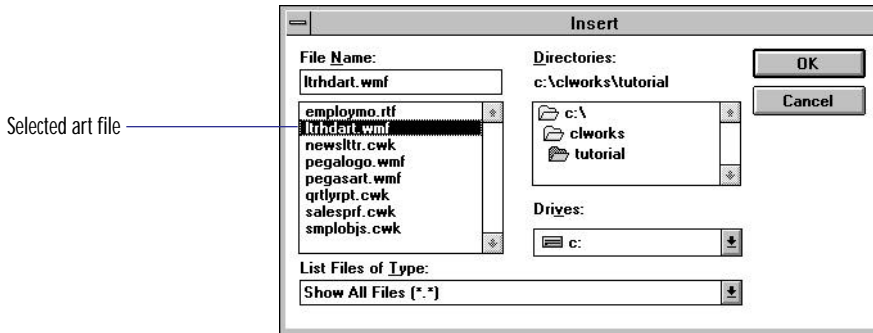 Insert
File Name:
ltrhdart.wmf
employmo.rtf
ltrhdart.wmf
newslttr.cwk
pegalogo.wmf
pegasart.wmf
qrtlyrpt.cwk
salesprf.cwk
smplobjs.cwk
List Files of Type:
Show All Files (*.*)
Directories:
c:\clworks\tutorial
c:\
clworks
tutorial
Drives:
c:
OK
Cancel
Selected art file